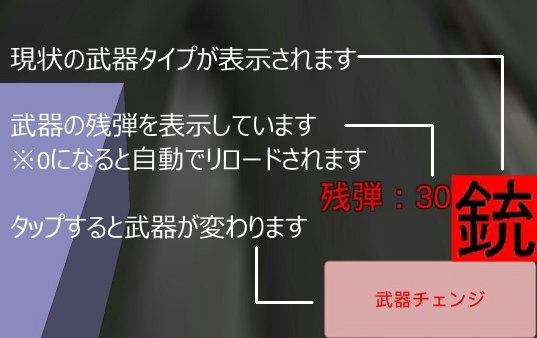 現状の武器タイプが表示されます
武器の残弾を表示しています
※0になると自動でリロードされます
残弾：30
銃
タップすると武器が変わります
武器チェンジ